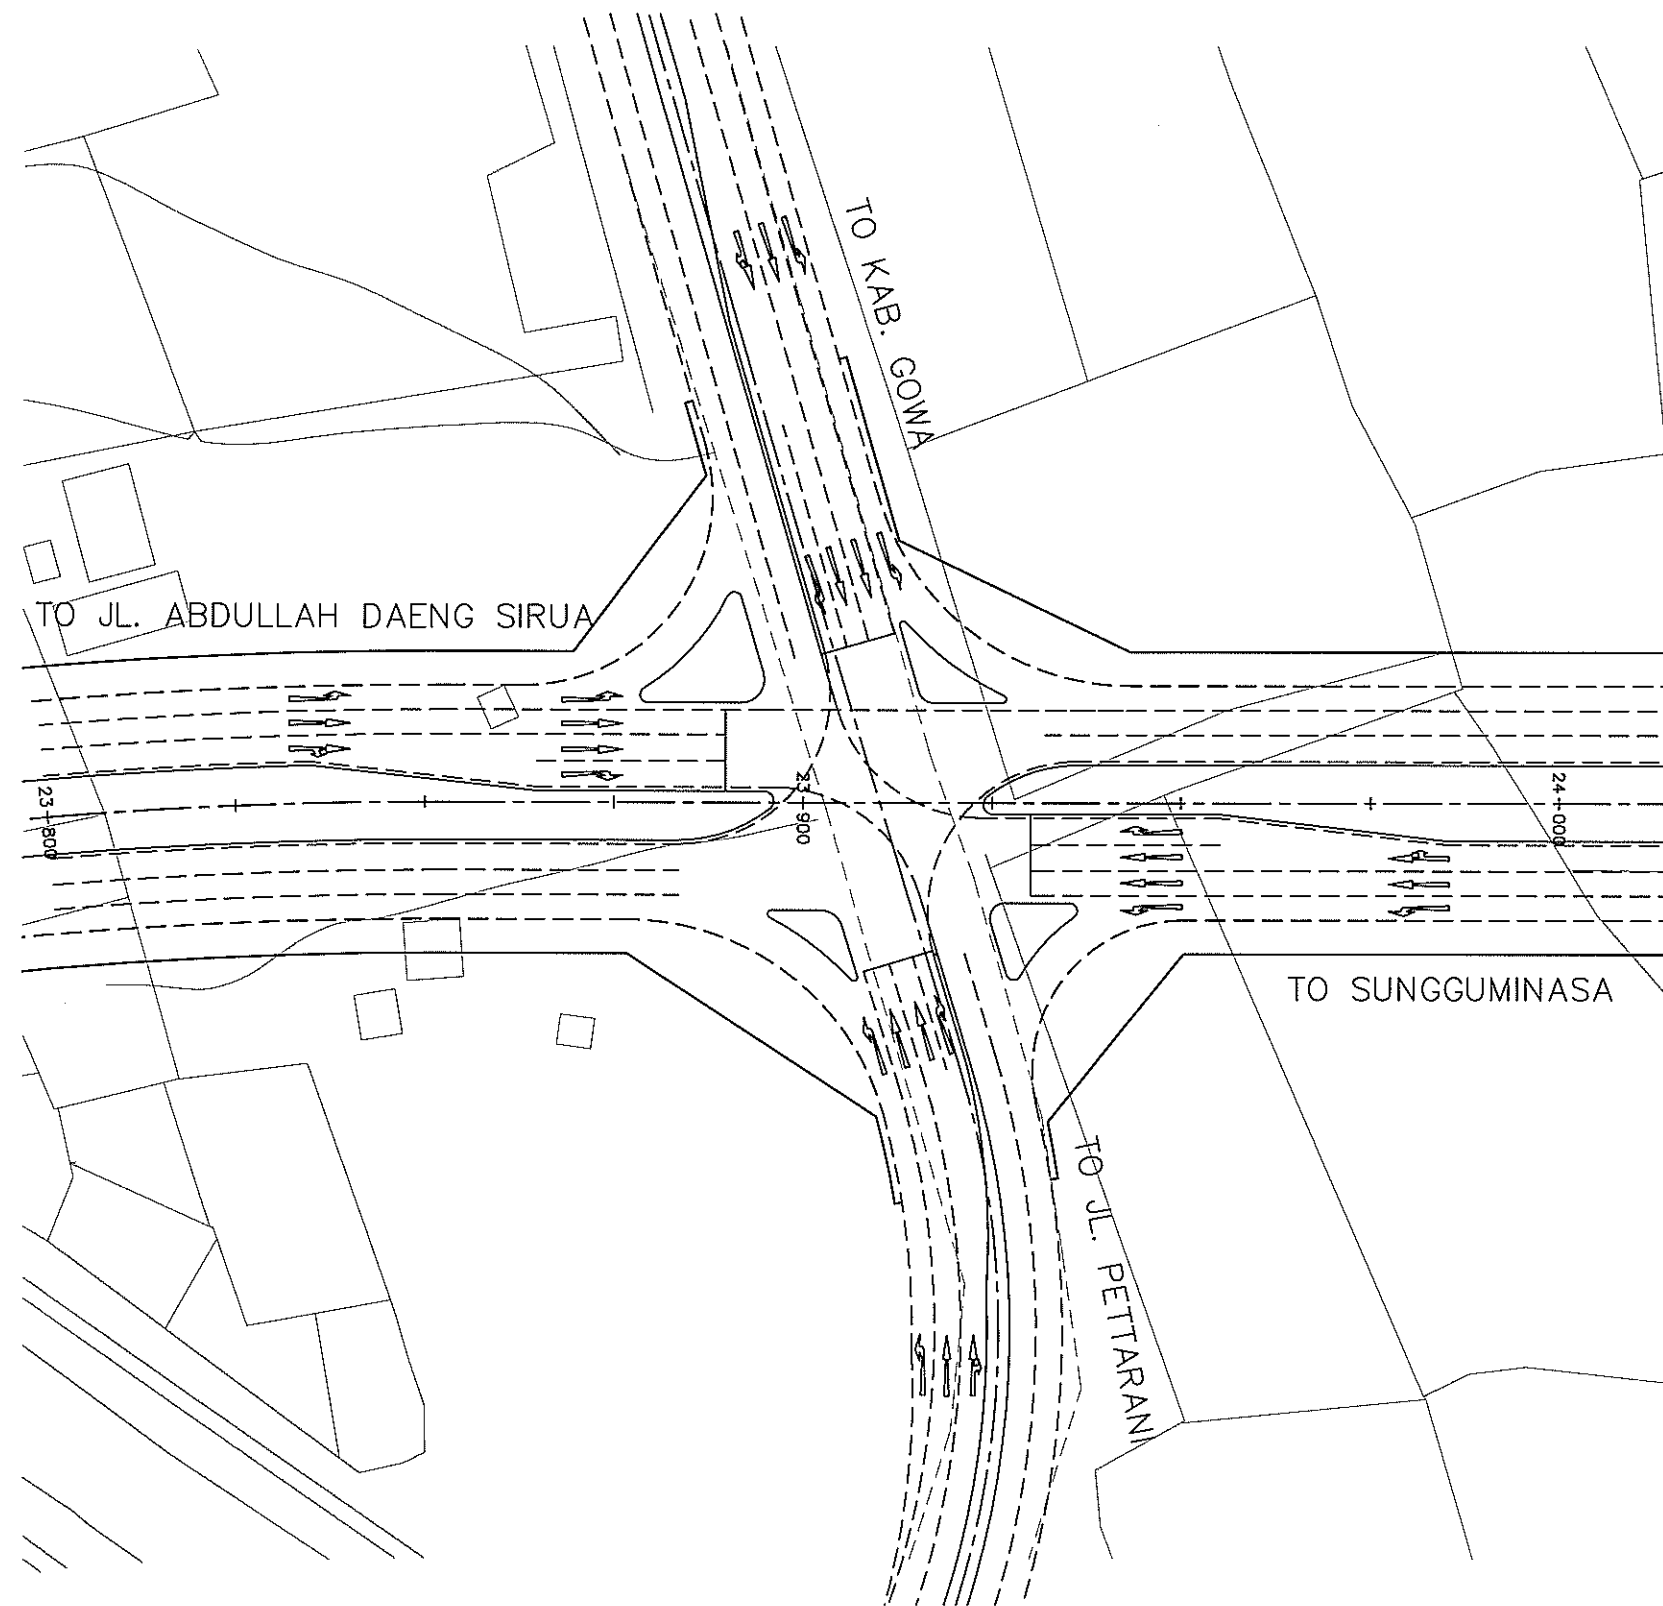 TO KAB. GOWA
TO JL. ABDULLAH DAENG SIRUA
23+800
23+900
24+000
TO SUNGGUMINASA
TO JL. PETTARANI